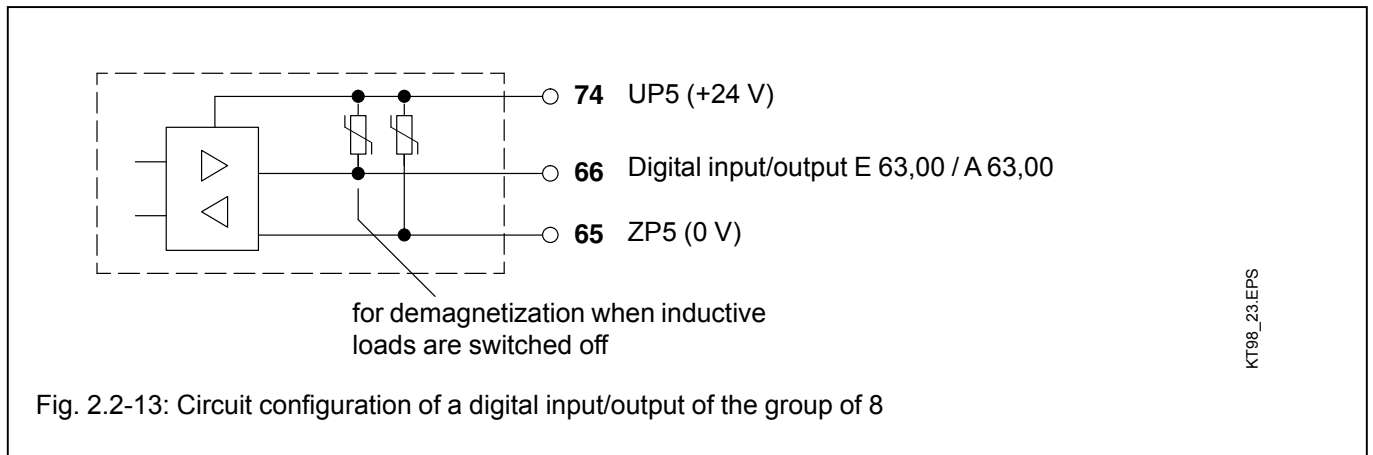 74 UP5 (+24 V)
66 Digital input/output E 63,00 / A 63,00
65 ZP5 (0 V)
for demagnetization when inductive
loads are switched off
KT98_23.EPS
Fig. 2.2-13: Circuit configuration of a digital input/output of the group of 8